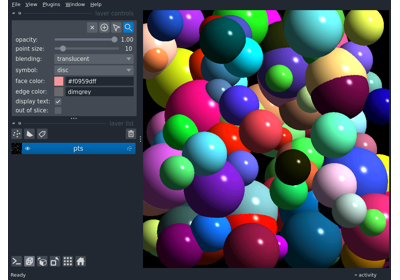 File View Plugins Window Help
layer controls
opacity: 1.00
point size: 10
blending: translucent
symbol: disc
face color: #f0959dff
edge color: dimgrey
display text:
out of slice:
layer list
pts
Ready
activity